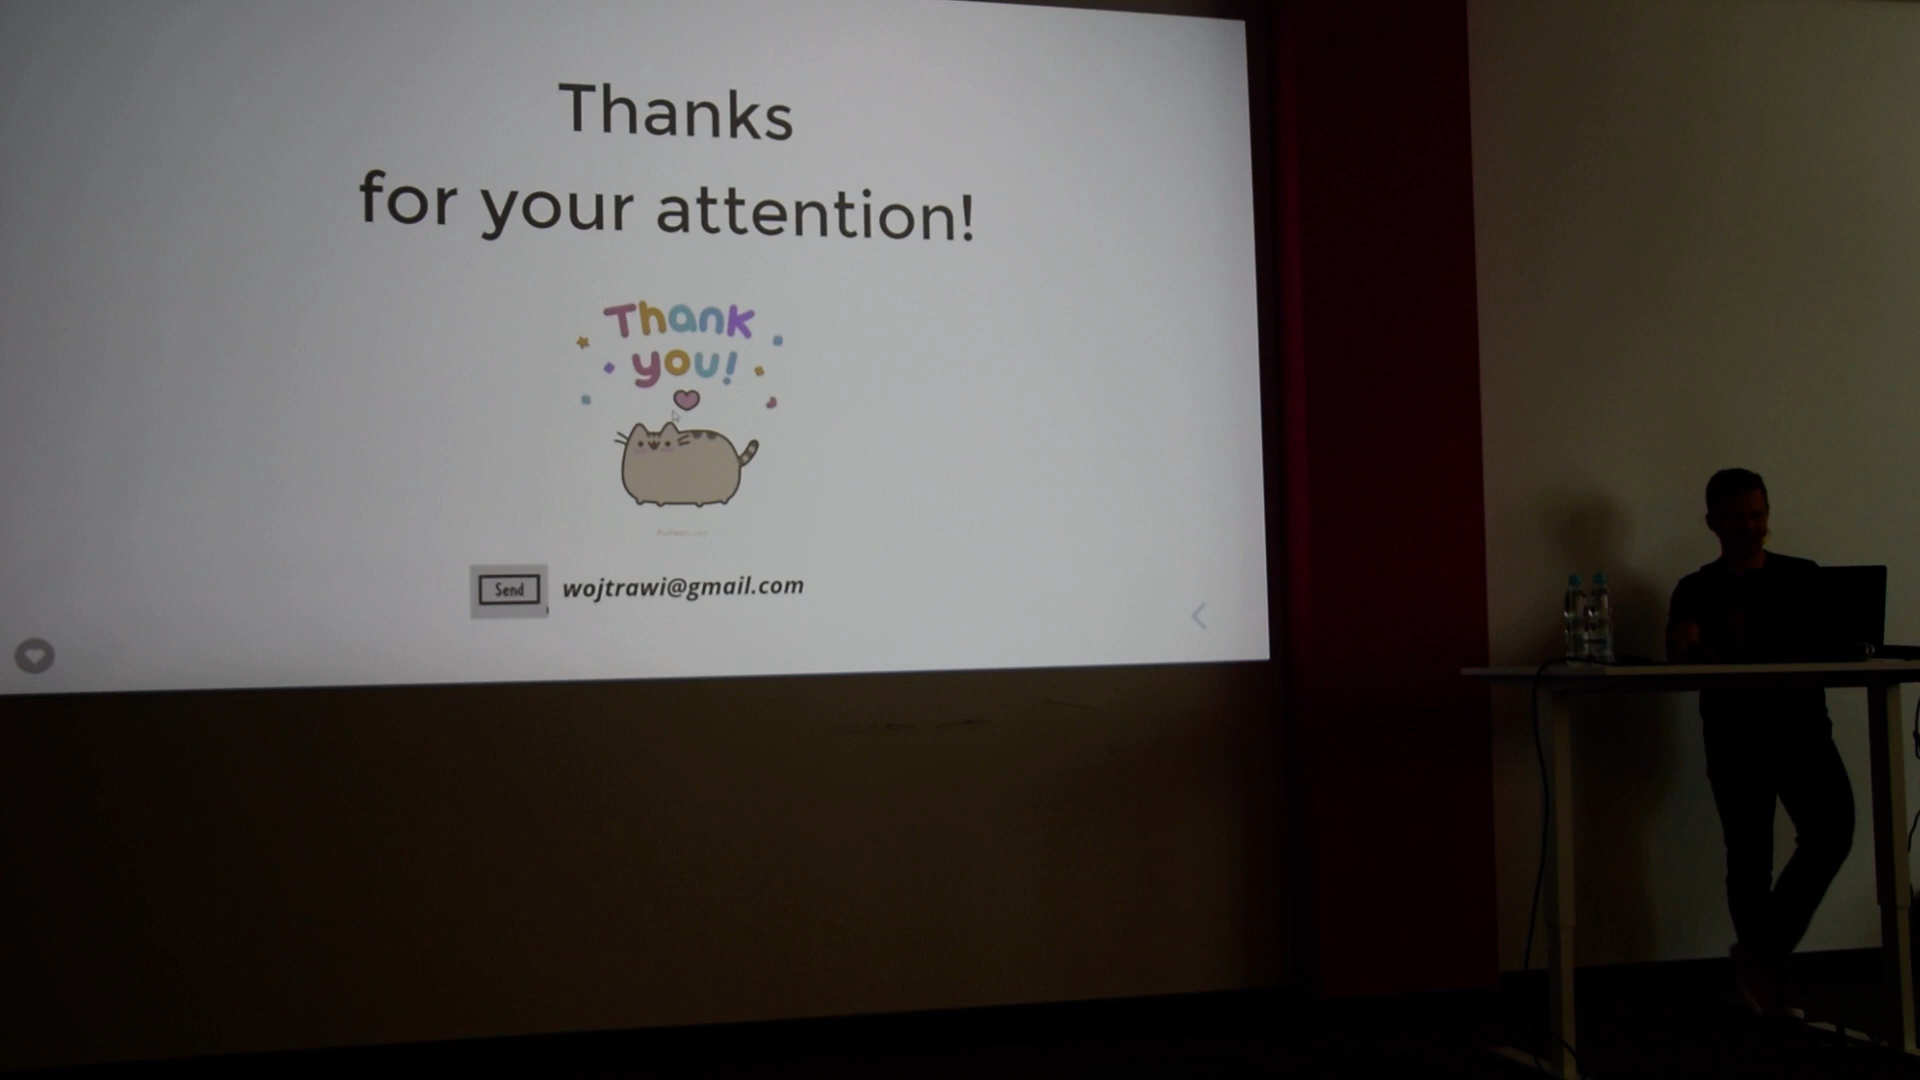 Thanks
for your attention!
Thank
you!
Send wojtrawi@gmail.com